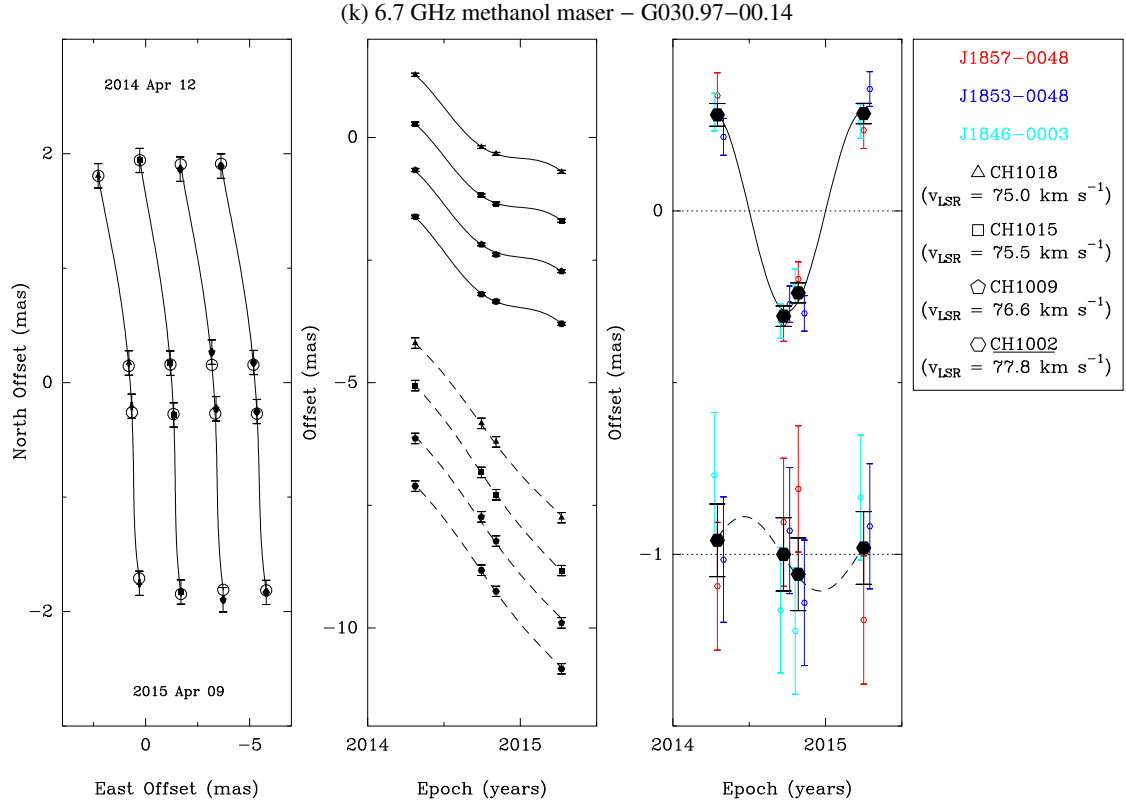 (k) 6.7 GHz methanol maser – G030.97−00.14
2014 Apr 12
2015 Apr 09
North Offset (mas)
2
0
−2
0
−5
East Offset (mas)
Offset (mas)
0
−5
−10
2014
2015
Epoch (years)
Offset (mas)
0
−1
2014
2015
Epoch (years)
J1857−0048
J1853−0048
J1846−0003
CH1018
(vLSR = 75.0 km s⁻¹)
CH1015
(vLSR = 75.5 km s⁻¹)
CH1009
(vLSR = 76.6 km s⁻¹)
CH1002
(vLSR = 77.8 km s⁻¹)